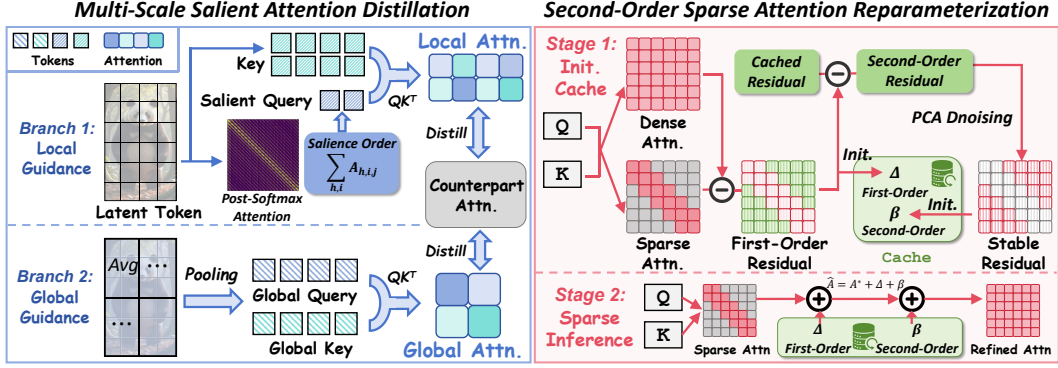 Multi-Scale Salient Attention Distillation
Tokens
Attention
Key
Salient Query
QKᵀ
Local Attn.
Branch 1:
Local
Guidance
Latent Token
Post-Softmax
Attention
Salience Order
∑ A_{h,i,j}
h,i
Distill
Counterpart
Attn.
Distill
Branch 2:
Global
Guidance
Avg ...
...
Pooling
Global Query
Global Key
QKᵀ
Global Attn.
Second-Order Sparse Attention Reparameterization
Stage 1:
Init.
Cache
Q
K
Dense
Attn.
Sparse
Attn.
Cached
Residual
Second-Order
Residual
PCA Dnoising
First-Order
Residual
Init.
Δ
First-Order
Init.
β
Second-Order
Cache
Stable
Residual
Stage 2:
Sparse
Inference
Q
K
Sparse Attn
Â = A* + Δ + β
Δ
First-Order
β
Second-Order
Refined Attn